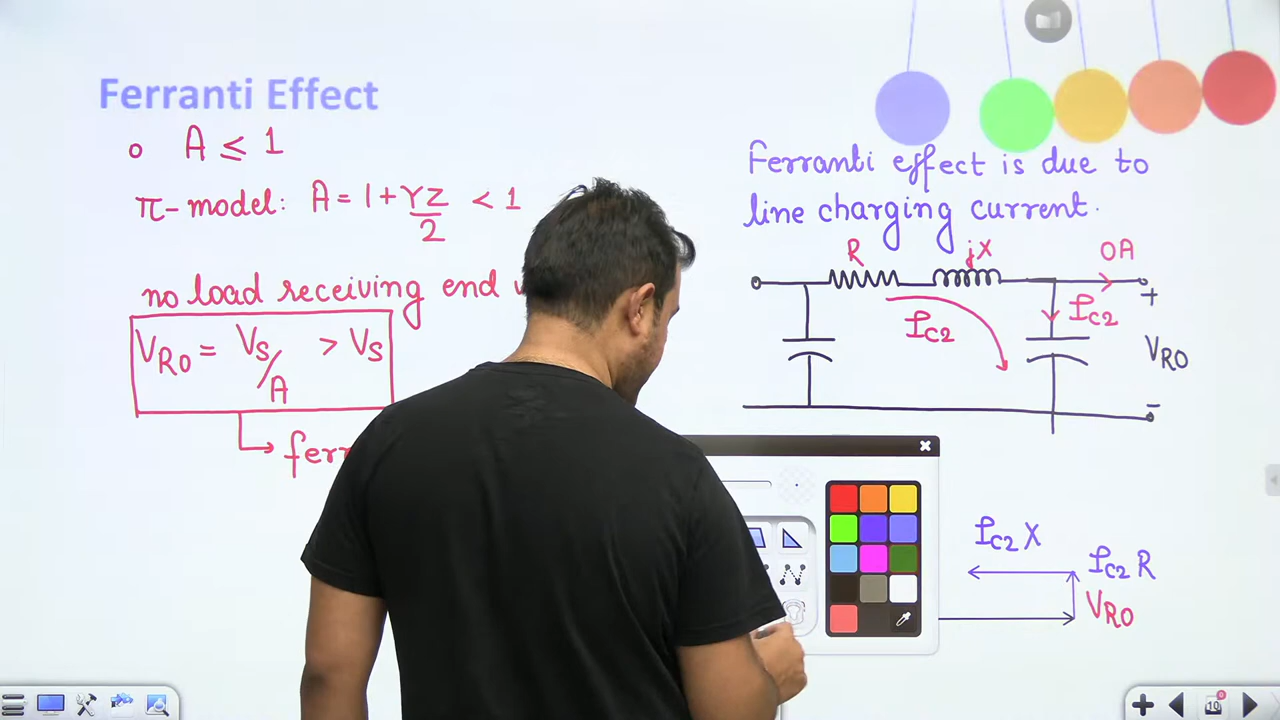 Ferranti Effect
A ≤ 1
π-model: A = 1 + YZ/2 < 1
no load receiving end
V_R0 = V_S/A > V_S
Ferranti effect is due to
line charging current.
R jX 0A
I_C2 I_C2
+
V_R0
-
I_C2 X
I_C2 R
V_R0
10